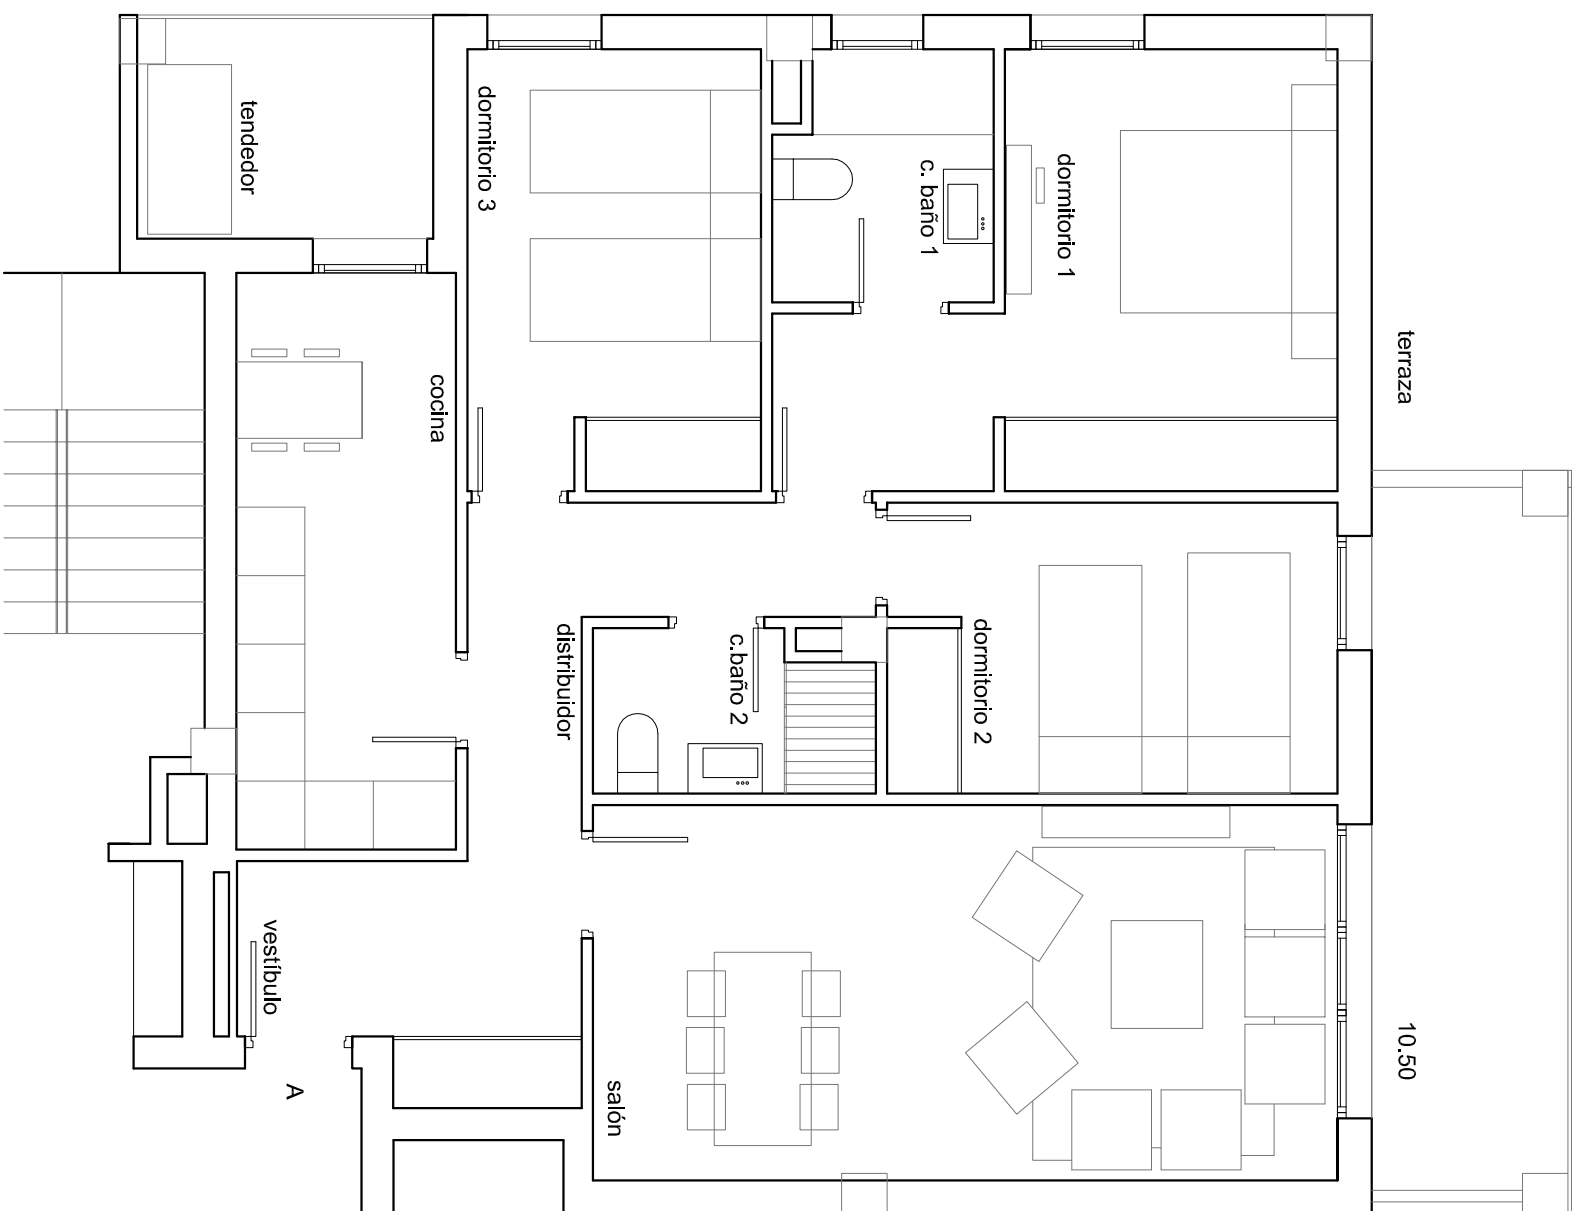 tendedor
dormitorio 3
c. baño 1
dormitorio 1
terraza
cocina
distribuidor
c.baño 2
dormitorio 2
vestíbulo
A
salón
10.50